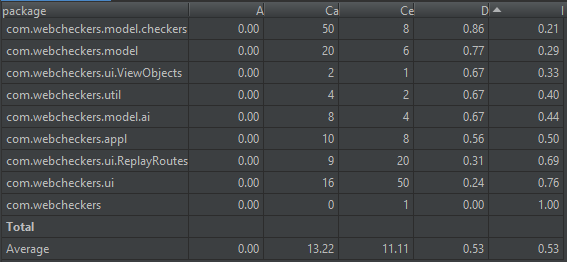 package A Ca Ce D I
com.webcheckers.model.checkers 0.00 50 8 0.86 0.21
com.webcheckers.model 0.00 20 6 0.77 0.29
com.webcheckers.ui.ViewObjects 0.00 2 1 0.67 0.33
com.webcheckers.util 0.00 4 2 0.67 0.40
com.webcheckers.model.ai 0.00 8 4 0.67 0.44
com.webcheckers.appl 0.00 10 8 0.56 0.50
com.webcheckers.ui.ReplayRoutes 0.00 9 20 0.31 0.69
com.webcheckers.ui 0.00 16 50 0.24 0.76
com.webcheckers 0.00 0 1 0.00 1.00
Total
Average 0.00 13.22 11.11 0.53 0.53